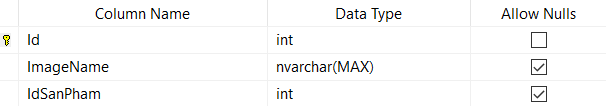 Column Name Data Type Allow Nulls
Id int
ImageName nvarchar(MAX)
IdSanPham int